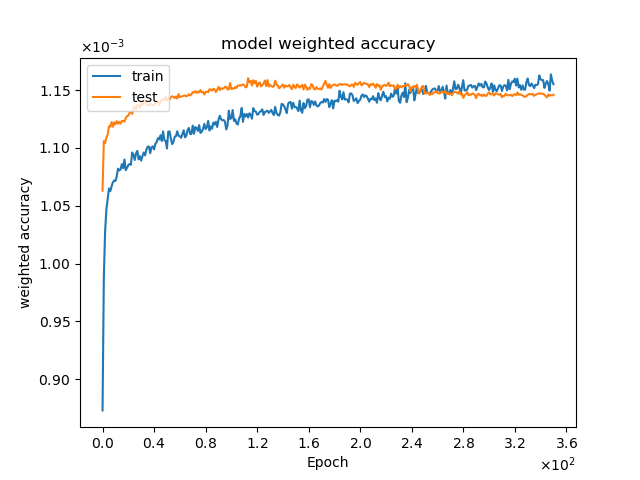 ×10⁻³
model weighted accuracy
train
test
1.15
1.10
1.05
1.00
0.95
0.90
weighted accuracy
0.0 0.4 0.8 1.2 1.6 2.0 2.4 2.8 3.2 3.6
Epoch
×10²